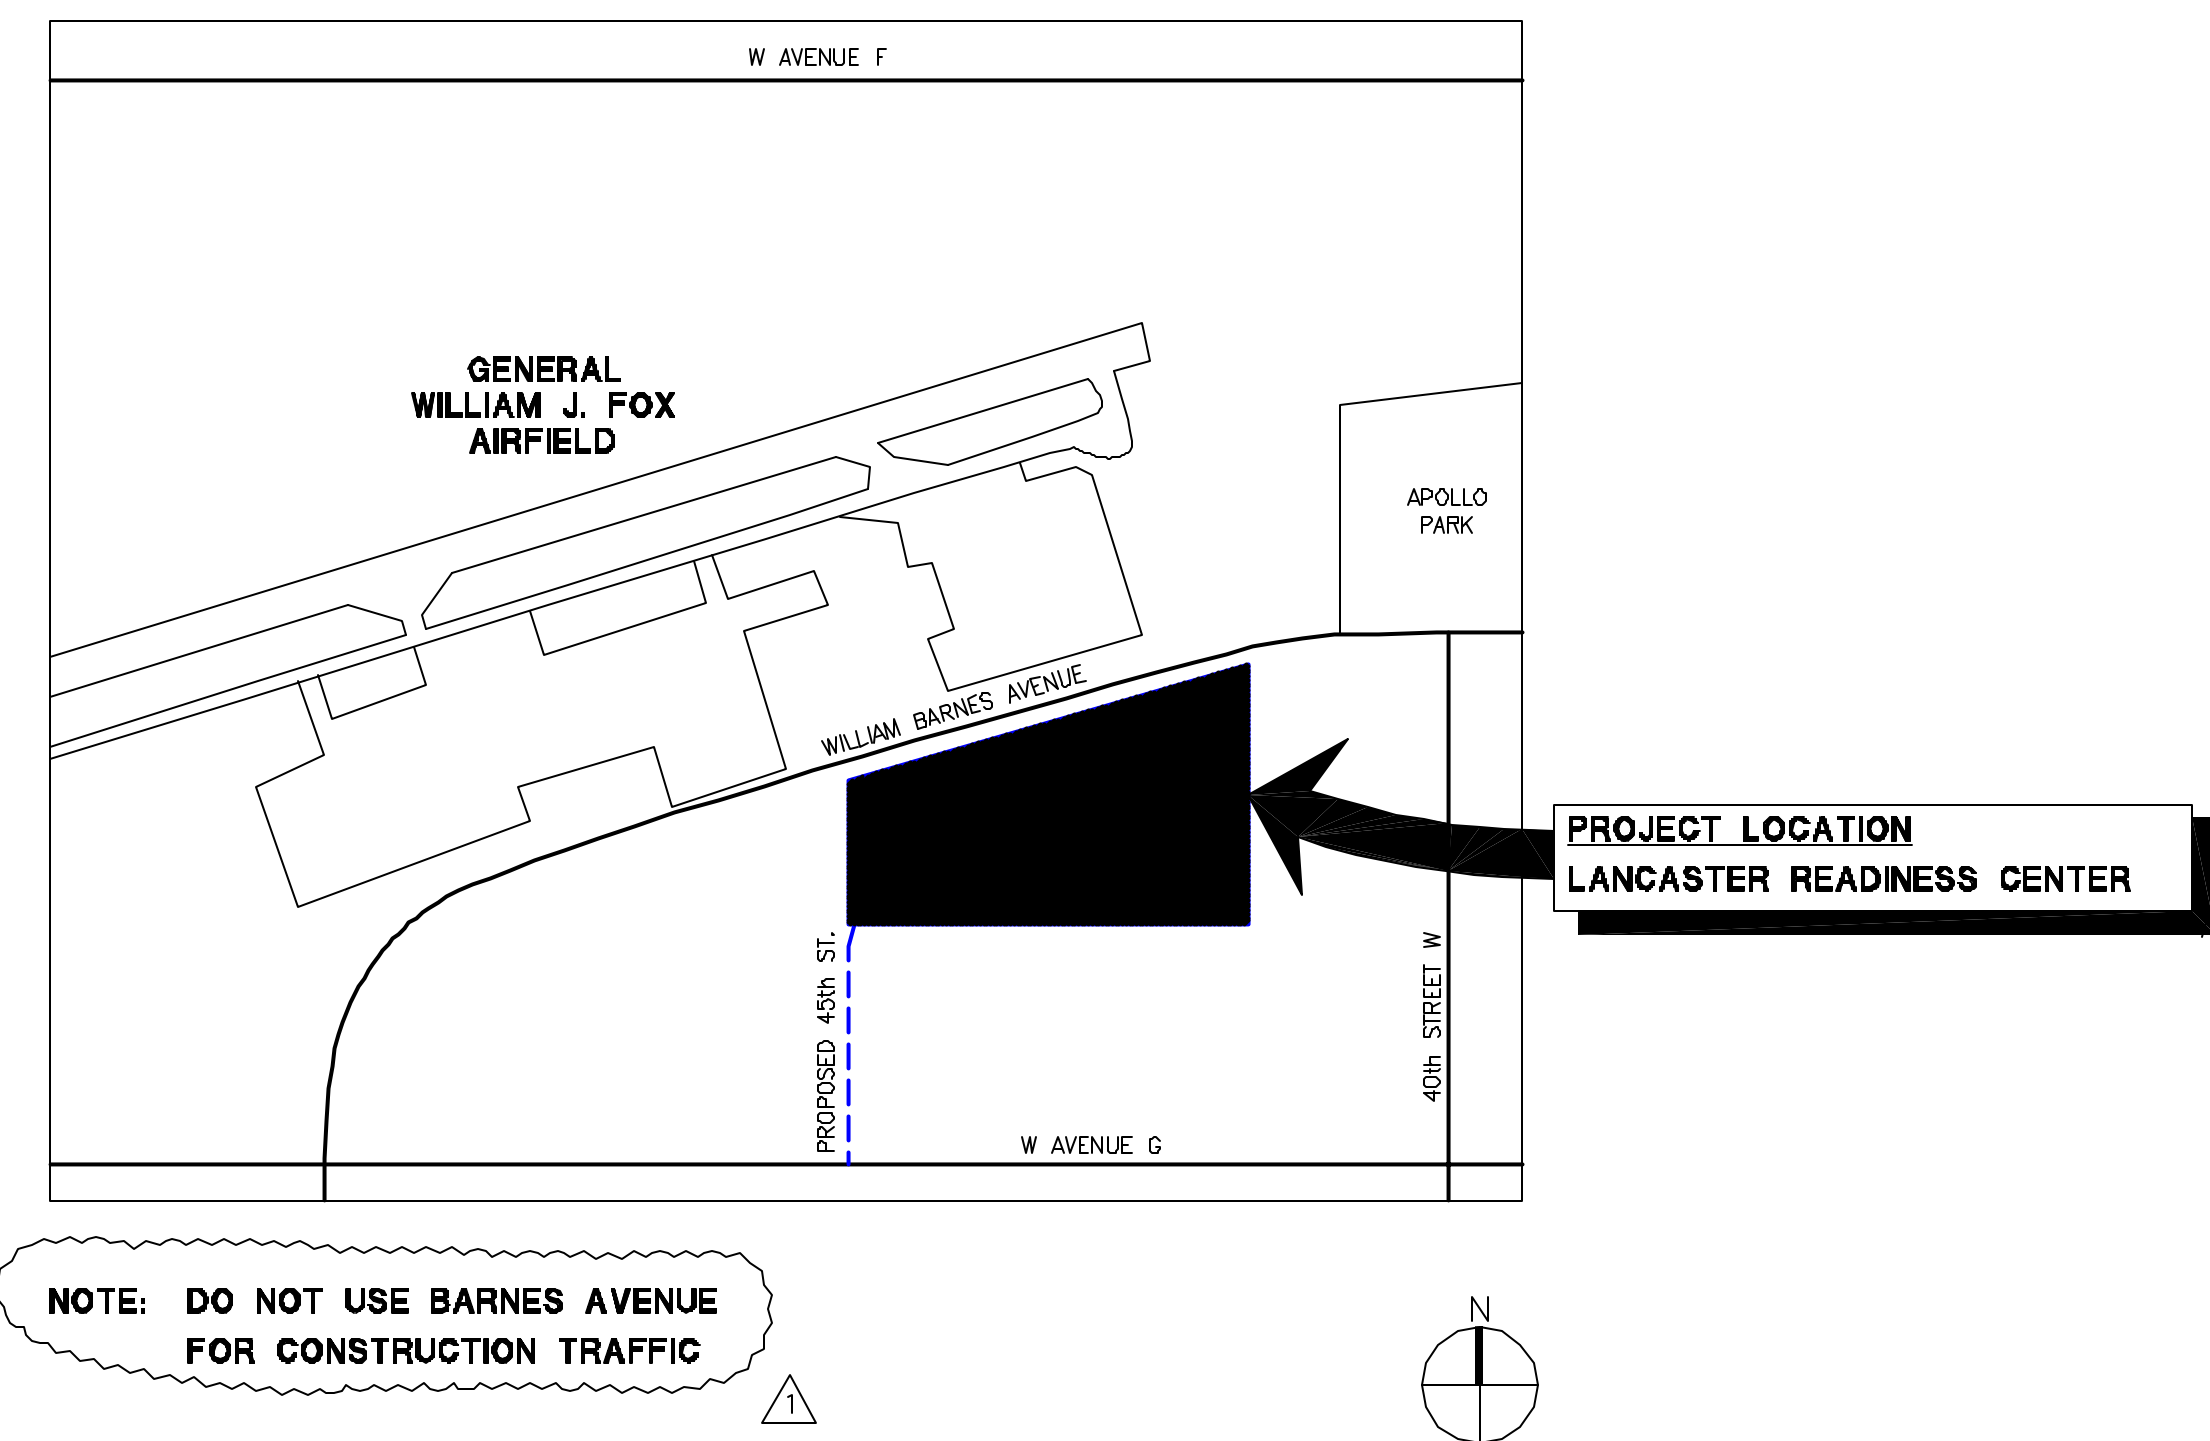 W AVENUE F
GENERAL
WILLIAM J. FOX
AIRFIELD
APOLLO
PARK
WILLIAM BARNES AVENUE
PROJECT LOCATION
LANCASTER READINESS CENTER
PROPOSED 45th ST.
40th STREET W
W AVENUE G
NOTE: DO NOT USE BARNES AVENUE
FOR CONSTRUCTION TRAFFIC
1
N